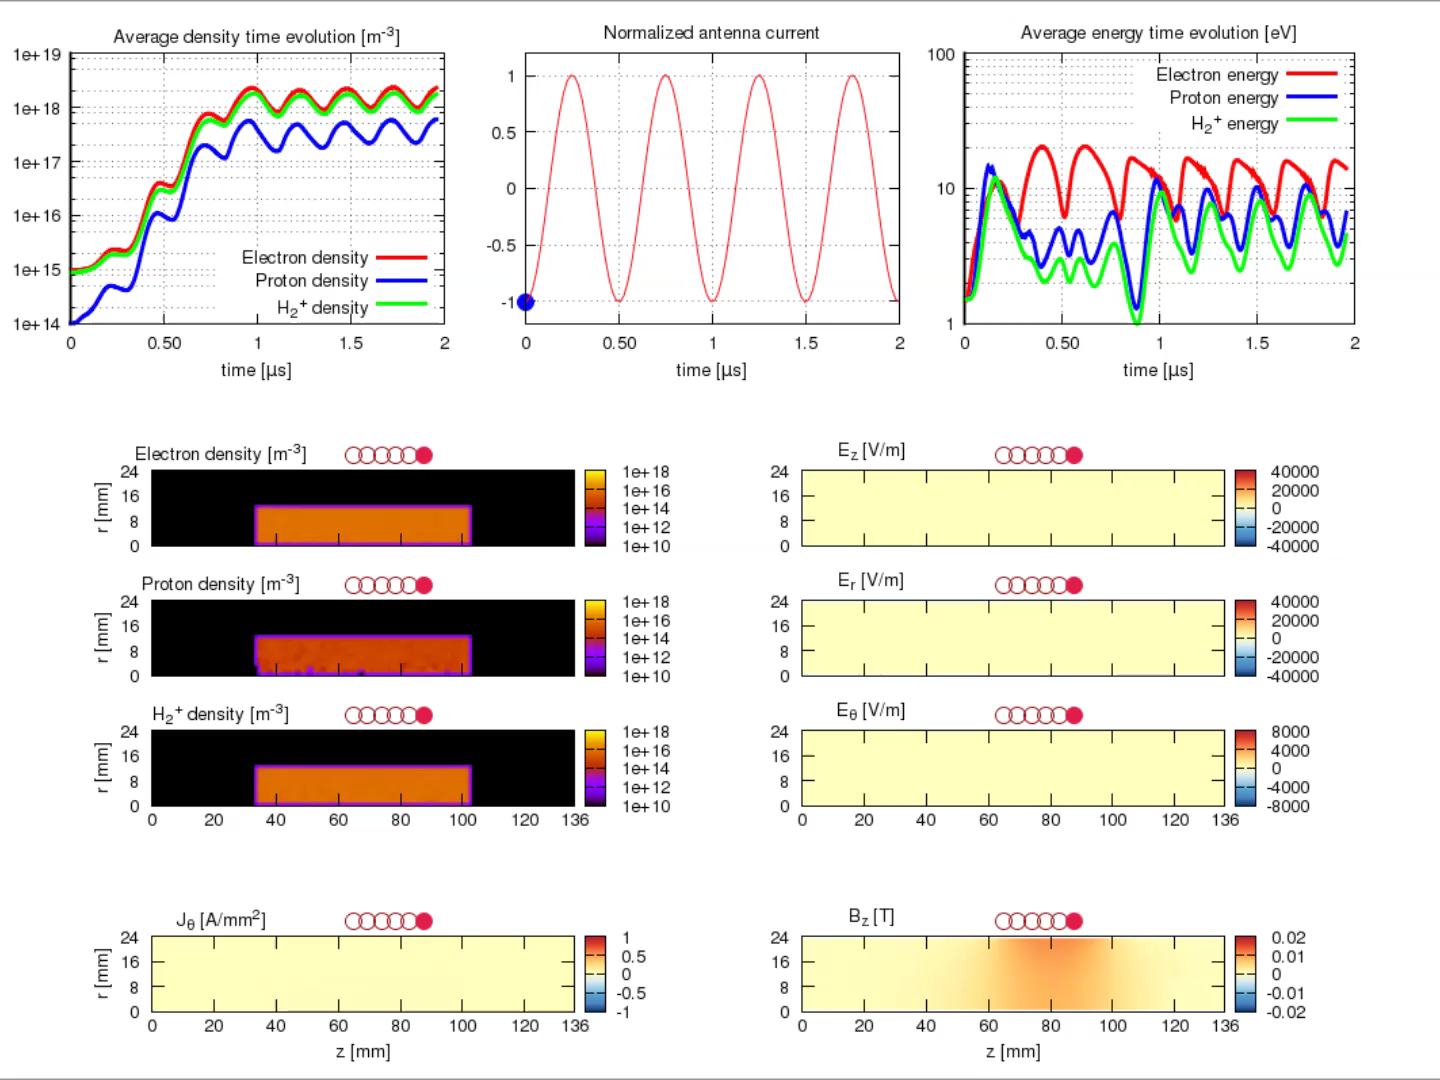 Average density time evolution [m⁻³]
1e+19
1e+18
1e+17
1e+16
1e+15
1e+14
Electron density
Proton density
H₂⁺ density
0 0.50 1 1.5 2
time [µs]
Normalized antenna current
1
0.5
0
-0.5
-1
0 0.50 1 1.5 2
time [µs]
Average energy time evolution [eV]
100
10
1
Electron energy
Proton energy
H₂⁺ energy
0 0.50 1 1.5 2
time [µs]
Electron density [m⁻³]
r [mm]
24
16
8
0
1e+18
1e+16
1e+14
1e+12
1e+10
E_z [V/m]
24
16
8
0
40000
20000
0
-20000
-40000
Proton density [m⁻³]
r [mm]
24
16
8
0
1e+18
1e+16
1e+14
1e+12
1e+10
E_r [V/m]
24
16
8
0
40000
20000
0
-20000
-40000
H₂⁺ density [m⁻³]
r [mm]
24
16
8
0
1e+18
1e+16
1e+14
1e+12
1e+10
0 20 40 60 80 100 120 136
E_θ [V/m]
24
16
8
0
8000
4000
0
-4000
-8000
0 20 40 60 80 100 120 136
J_θ [A/mm²]
r [mm]
24
16
8
0
1
0.5
0
-0.5
-1
0 20 40 60 80 100 120 136
z [mm]
B_z [T]
24
16
8
0
0.02
0.01
0
-0.01
-0.02
0 20 40 60 80 100 120 136
z [mm]